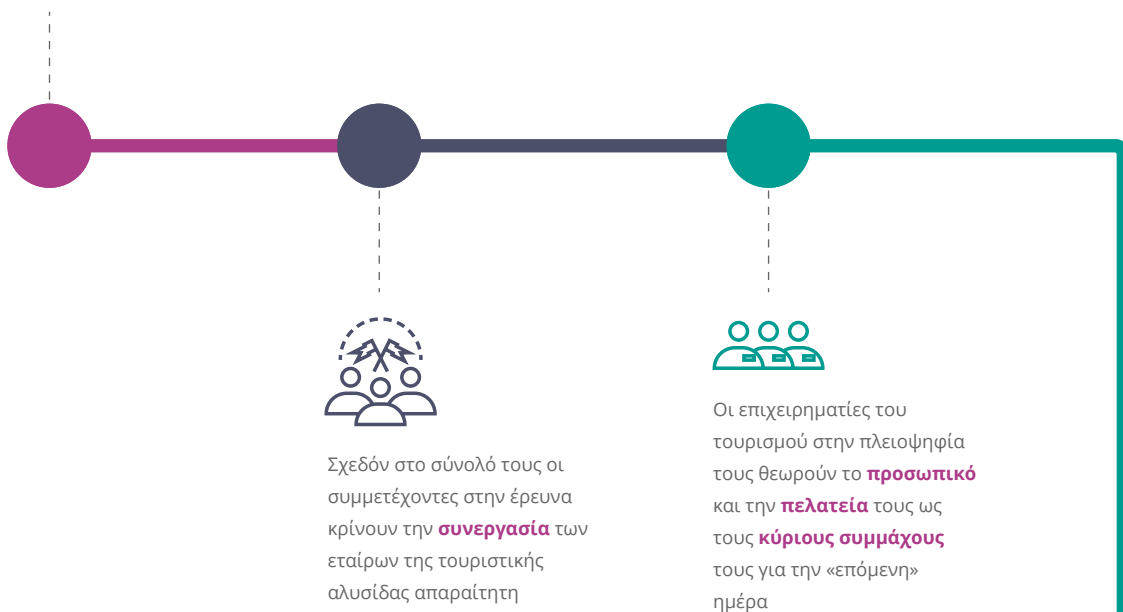 Σχεδόν στο σύνολό τους οι
συμμετέχοντες στην έρευνα
κρίνουν την συνεργασία των
εταίρων της τουριστικής
αλυσίδας απαραίτητη
Οι επιχειρηματίες του
τουρισμού στην πλειοψηφία
τους θεωρούν το προσωπικό
και την πελατεία τους ως
τους κύριους συμμάχους
τους για την «επόμενη»
ημέρα